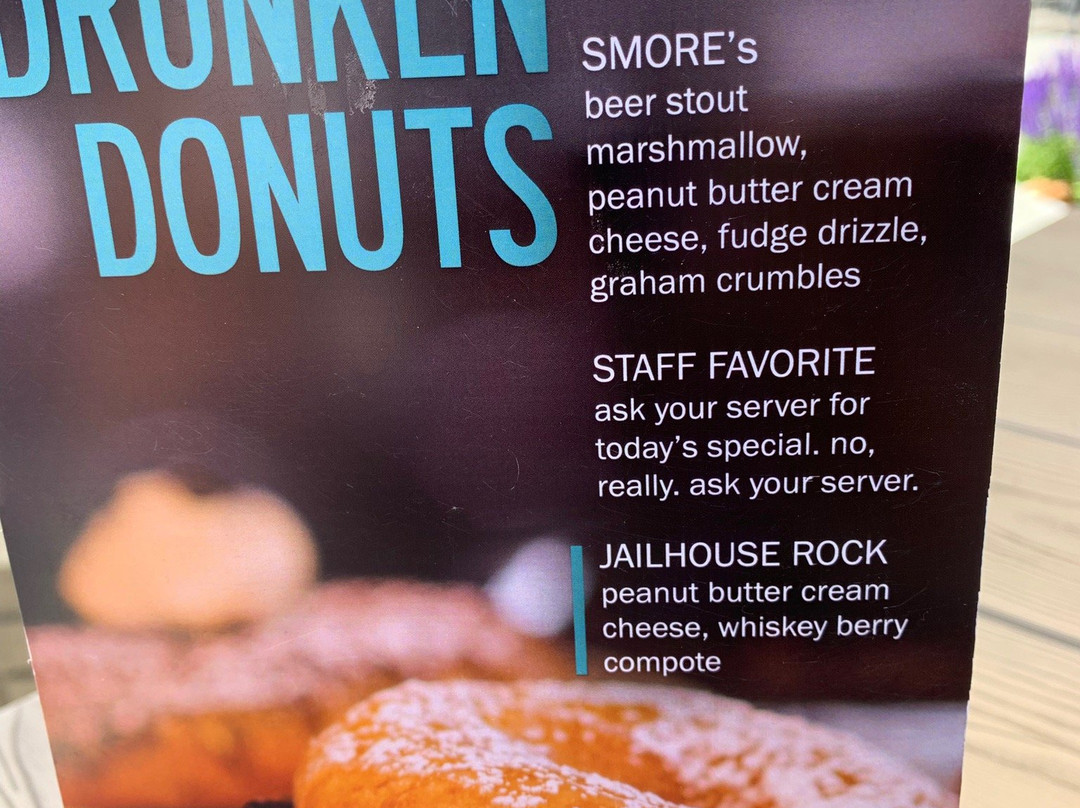 DRUNKEN
DONUTS
SMORE's
beer stout
marshmallow,
peanut butter cream
cheese, fudge drizzle,
graham crumbles
STAFF FAVORITE
ask your server for
today's special. no,
really. ask your server.
JAILHOUSE ROCK
peanut butter cream
cheese, whiskey berry
compote